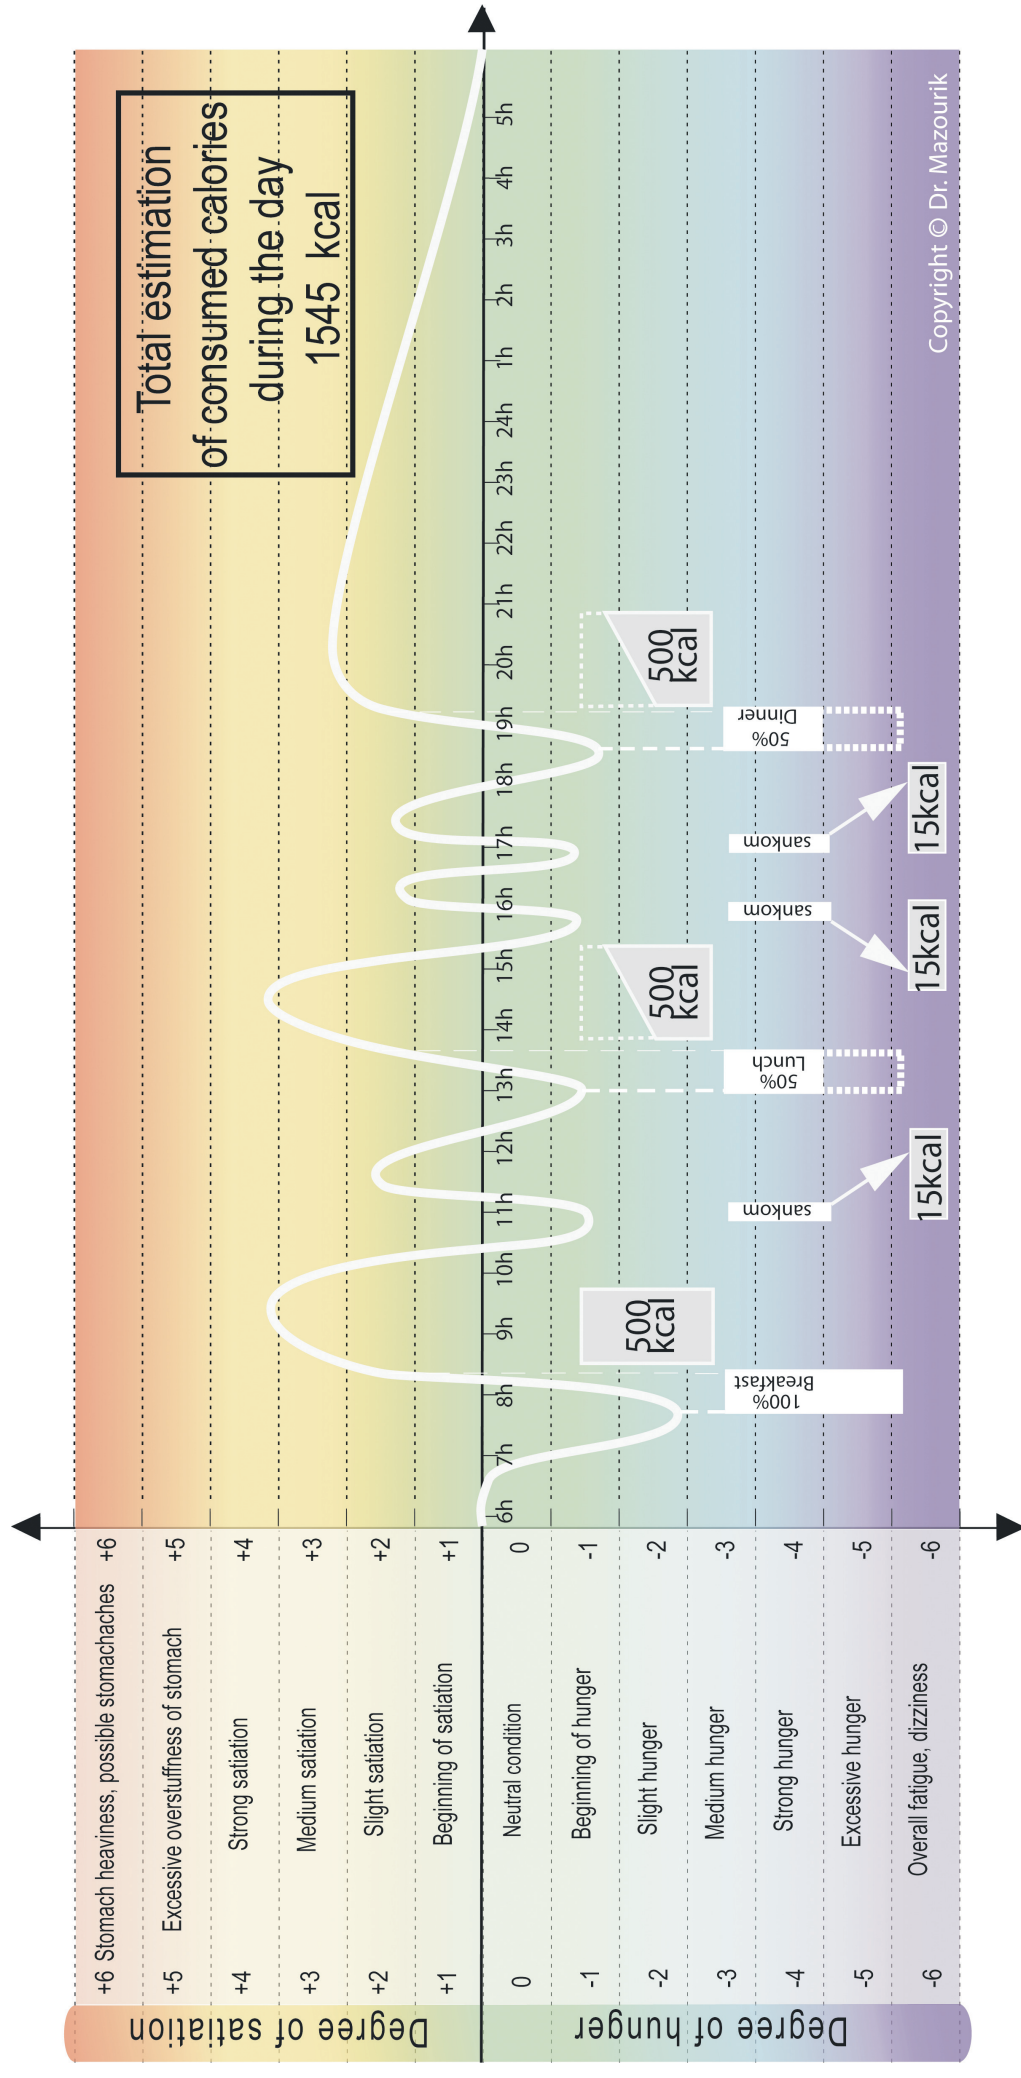 Total estimation
of consumed calories
during the day
1545 kcal
Degree of satiation
+6 Stomach heaviness, possible stomachaches +6
+5 Excessive overstuffness of stomach +5
+4 Strong satiation +4
+3 Medium satiation +3
+2 Slight satiation +2
+1 Beginning of satiation +1
Degree of hunger
0 Neutral condition 0
-1 Beginning of hunger -1
-2 Slight hunger -2
-3 Medium hunger -3
-4 Strong hunger -4
-5 Excessive hunger -5
-6 Overall fatigue, dizziness -6
6h 7h 8h 9h 10h 11h 12h 13h 14h 15h 16h 17h 18h 19h 20h 21h 22h 23h 24h 1h 2h 3h 4h 5h
500
kcal
500
kcal
500
kcal
100%
Breakfast
sankom
50%
Lunch
sankom
sankom
50%
Dinner
15kcal
15kcal
15kcal
Copyright © Dr. Mazourik